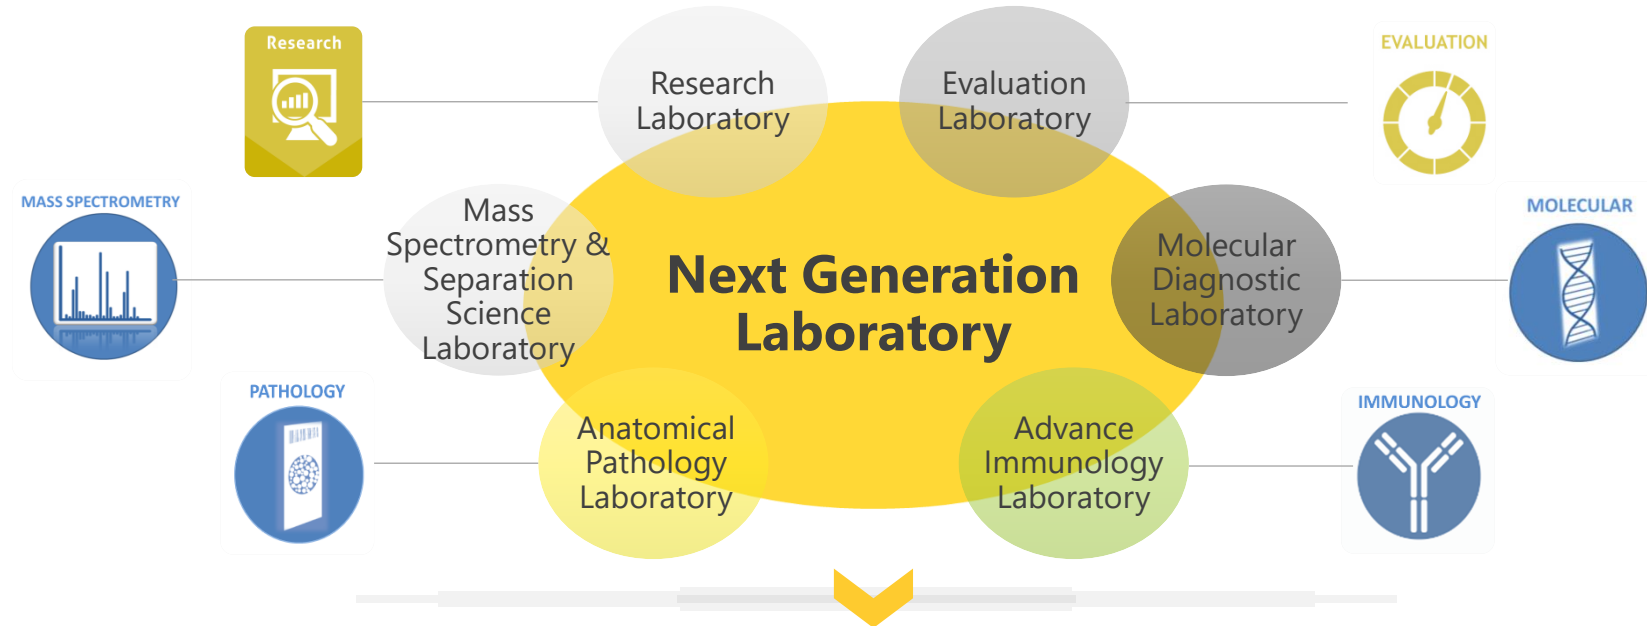 Research
Research
Laboratory
Evaluation
Laboratory
EVALUATION
MASS SPECTROMETRY
Mass
Spectrometry &
Separation
Science
Laboratory
Next Generation
Laboratory
Molecular
Diagnostic
Laboratory
MOLECULAR
PATHOLOGY
Anatomical
Pathology
Laboratory
Advance
Immunology
Laboratory
IMMUNOLOGY